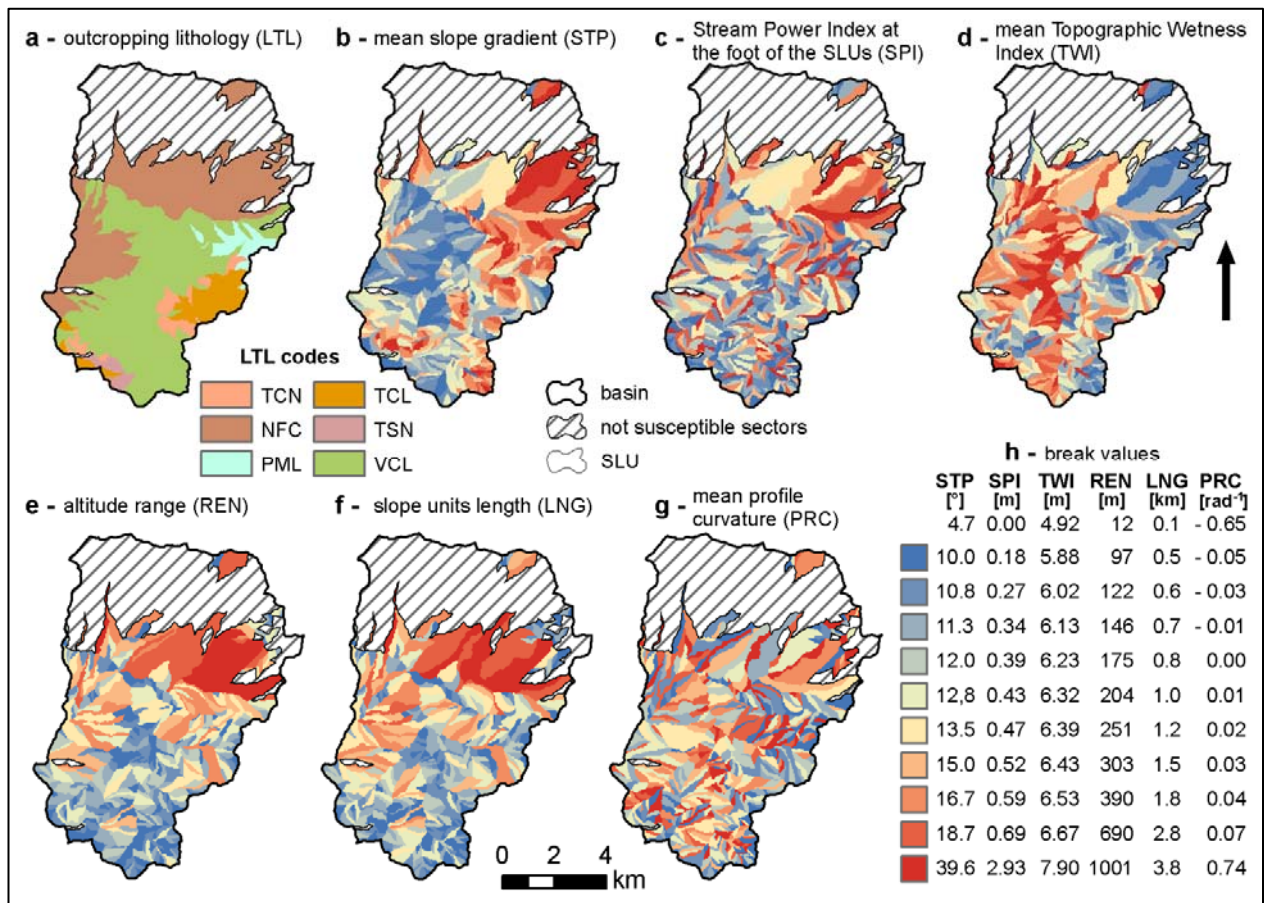 a - outcropping lithology (LTL)
b - mean slope gradient (STP)
c - Stream Power Index at
the foot of the SLUs (SPI)
d - mean Topographic Wetness
Index (TWI)
LTL codes
TCN TCL
NFC TSN
PML VCL
basin
not susceptible sectors
SLU
e - altitude range (REN)
f - slope units length (LNG)
g - mean profile
curvature (PRC)
0 2 4
km
h - break values
STP SPI TWI REN LNG PRC
[°] [m] [m] [m] [km] [rad⁻¹]
4.7 0.00 4.92 12 0.1 - 0.65
10.0 0.18 5.88 97 0.5 - 0.05
10.8 0.27 6.02 122 0.6 - 0.03
11.3 0.34 6.13 146 0.7 - 0.01
12.0 0.39 6.23 175 0.8 0.00
12,8 0.43 6.32 204 1.0 0.01
13.5 0.47 6.39 251 1.2 0.02
15.0 0.52 6.43 303 1.5 0.03
16.7 0.59 6.53 390 1.8 0.04
18.7 0.69 6.67 690 2.8 0.07
39.6 2.93 7.90 1001 3.8 0.74